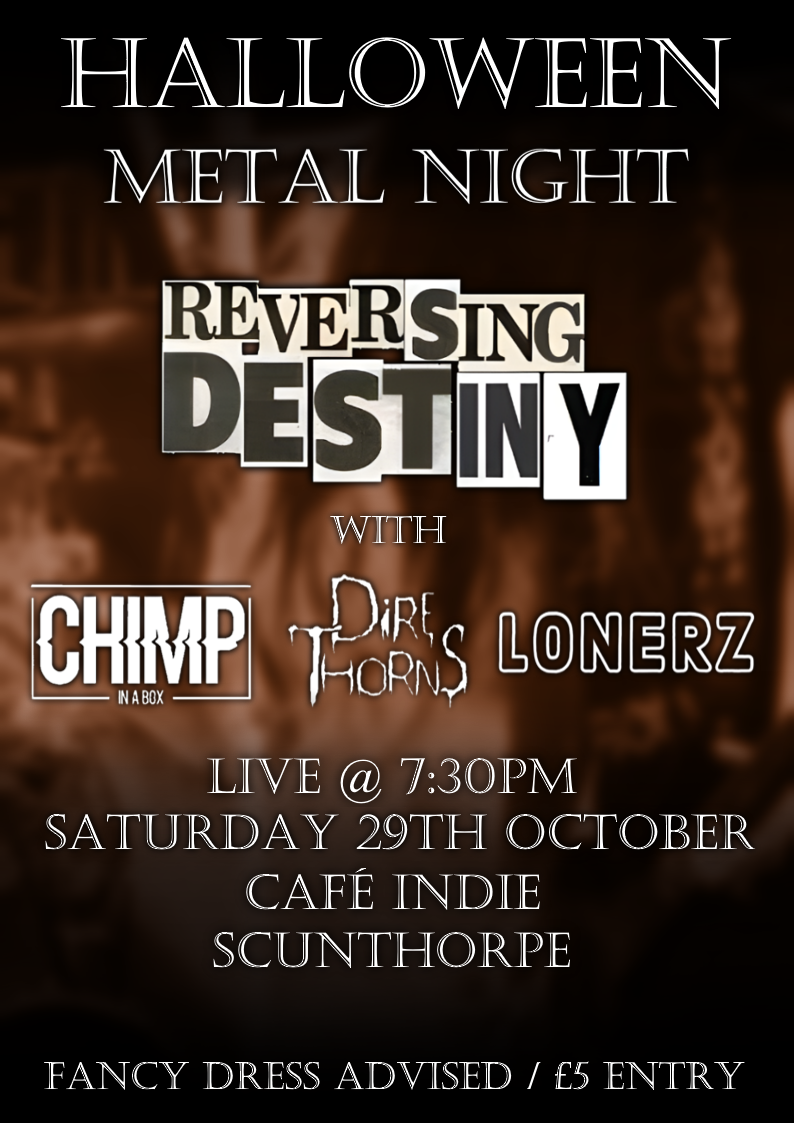 HALLOWEEN
METAL NIGHT
REVERSING
DESTINY
WITH
CHIMP
IN A BOX
DIRE
THORNS
LONERZ
LIVE @ 7:30PM
SATURDAY 29TH OCTOBER
CAFÉ INDIE
SCUNTHORPE
FANCY DRESS ADVISED / £5 ENTRY